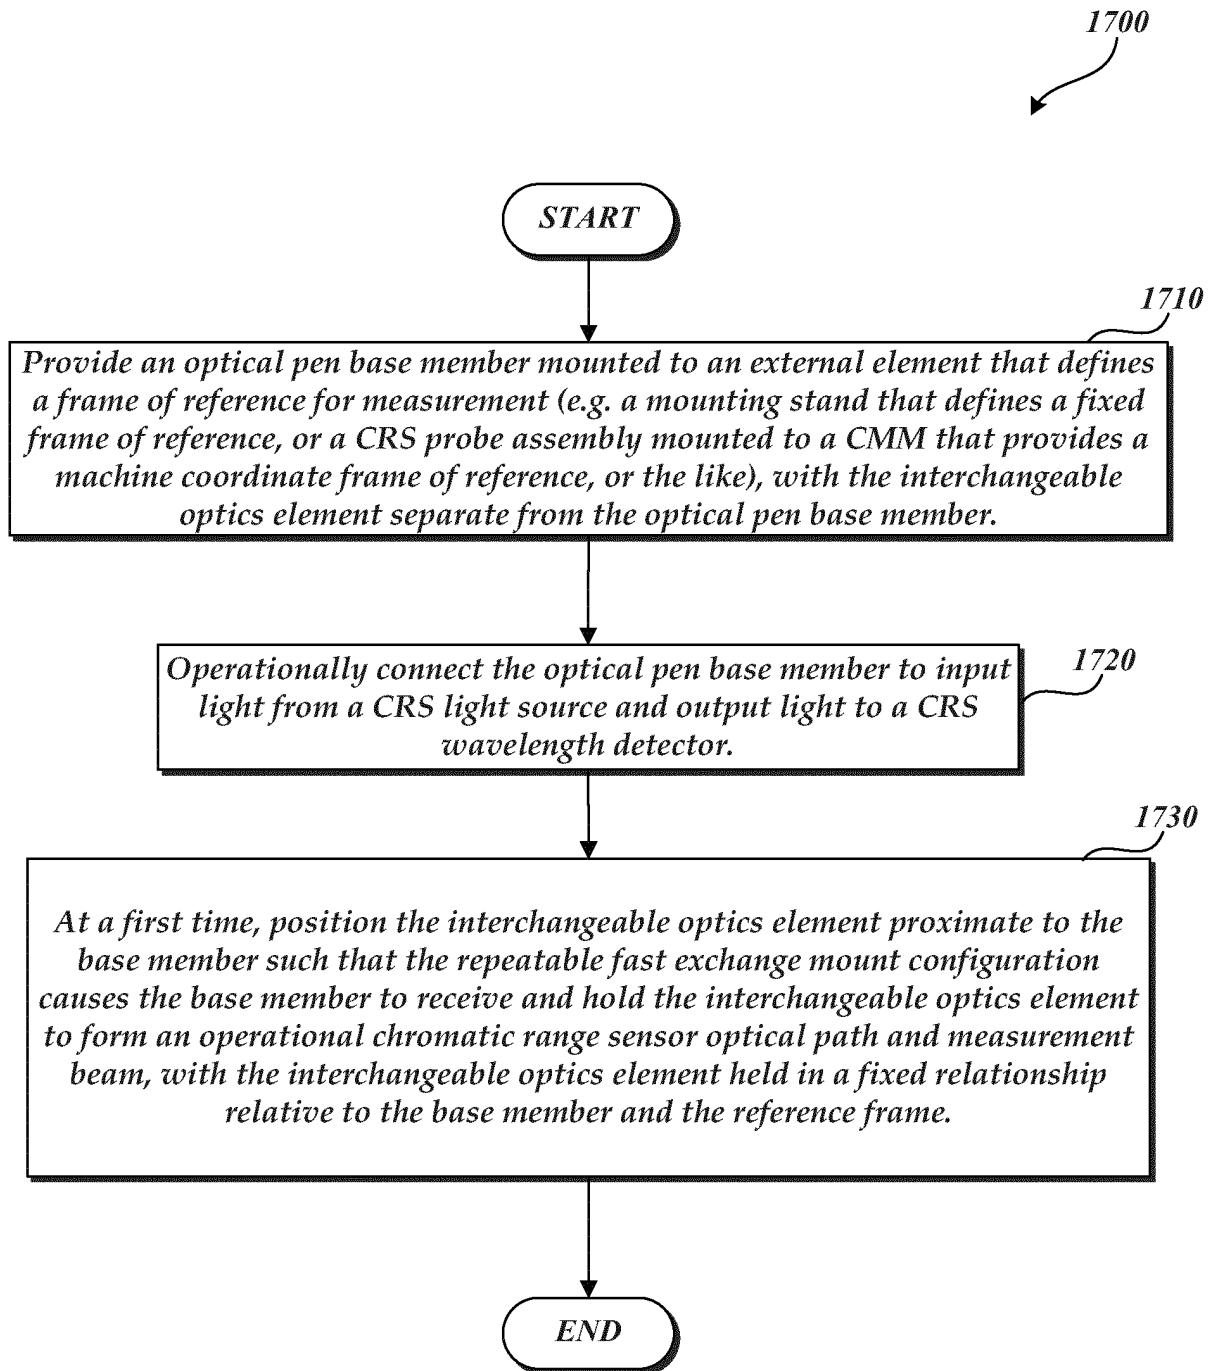 1700
START
1710
Provide an optical pen base member mounted to an external element that defines
a frame of reference for measurement (e.g. a mounting stand that defines a fixed
frame of reference, or a CRS probe assembly mounted to a CMM that provides a
machine coordinate frame of reference, or the like), with the interchangeable
optics element separate from the optical pen base member.
1720
Operationally connect the optical pen base member to input
light from a CRS light source and output light to a CRS
wavelength detector.
1730
At a first time, position the interchangeable optics element proximate to the
base member such that the repeatable fast exchange mount configuration
causes the base member to receive and hold the interchangeable optics element
to form an operational chromatic range sensor optical path and measurement
beam, with the interchangeable optics element held in a fixed relationship
relative to the base member and the reference frame.
END